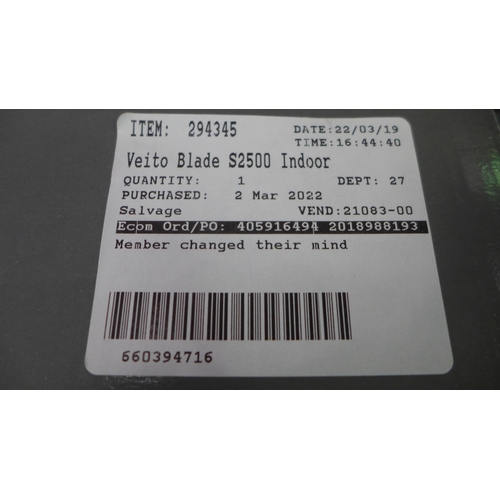 ITEM: 294345 DATE:22/03/19
TIME:16:44:40
Veito Blade S2500 Indoor
QUANTITY: 1 DEPT: 27
PURCHASED: 2 Mar 2022
Salvage VEND:21083-00
Ecom Ord/PO: 405916494 2018988193
Member changed their mind
660394716